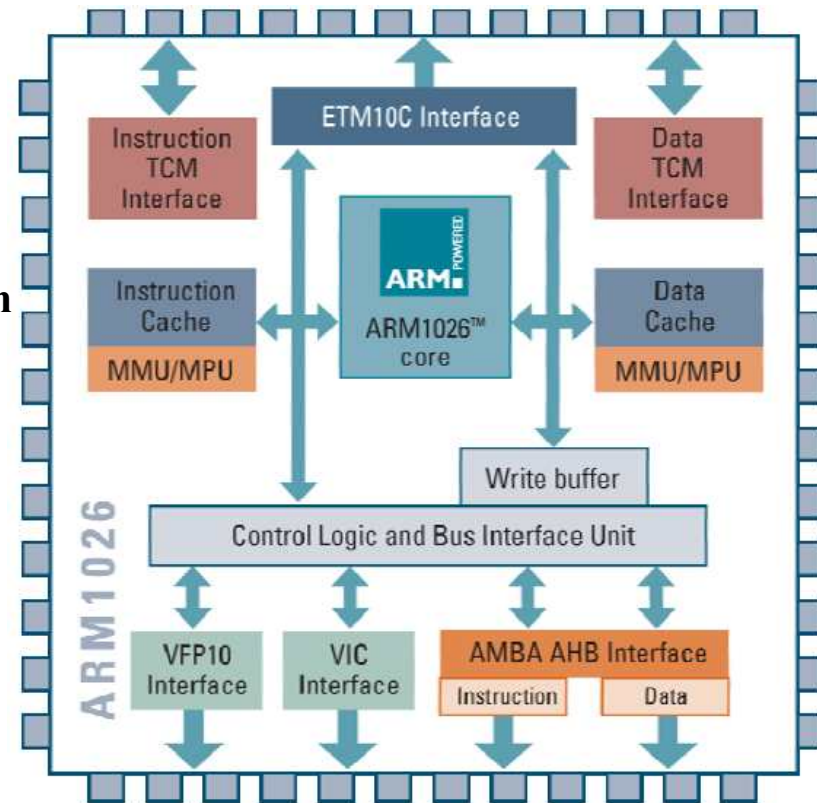 ETM10C Interface
Instruction
TCM
Interface
Data
TCM
Interface
ARM POWERED
ARM1026™
core
Instruction
Cache
MMU/MPU
Data
Cache
MMU/MPU
n
Write buffer
Control Logic and Bus Interface Unit
VFP10
Interface
VIC
Interface
AMBA AHB Interface
Instruction
Data
ARM1026